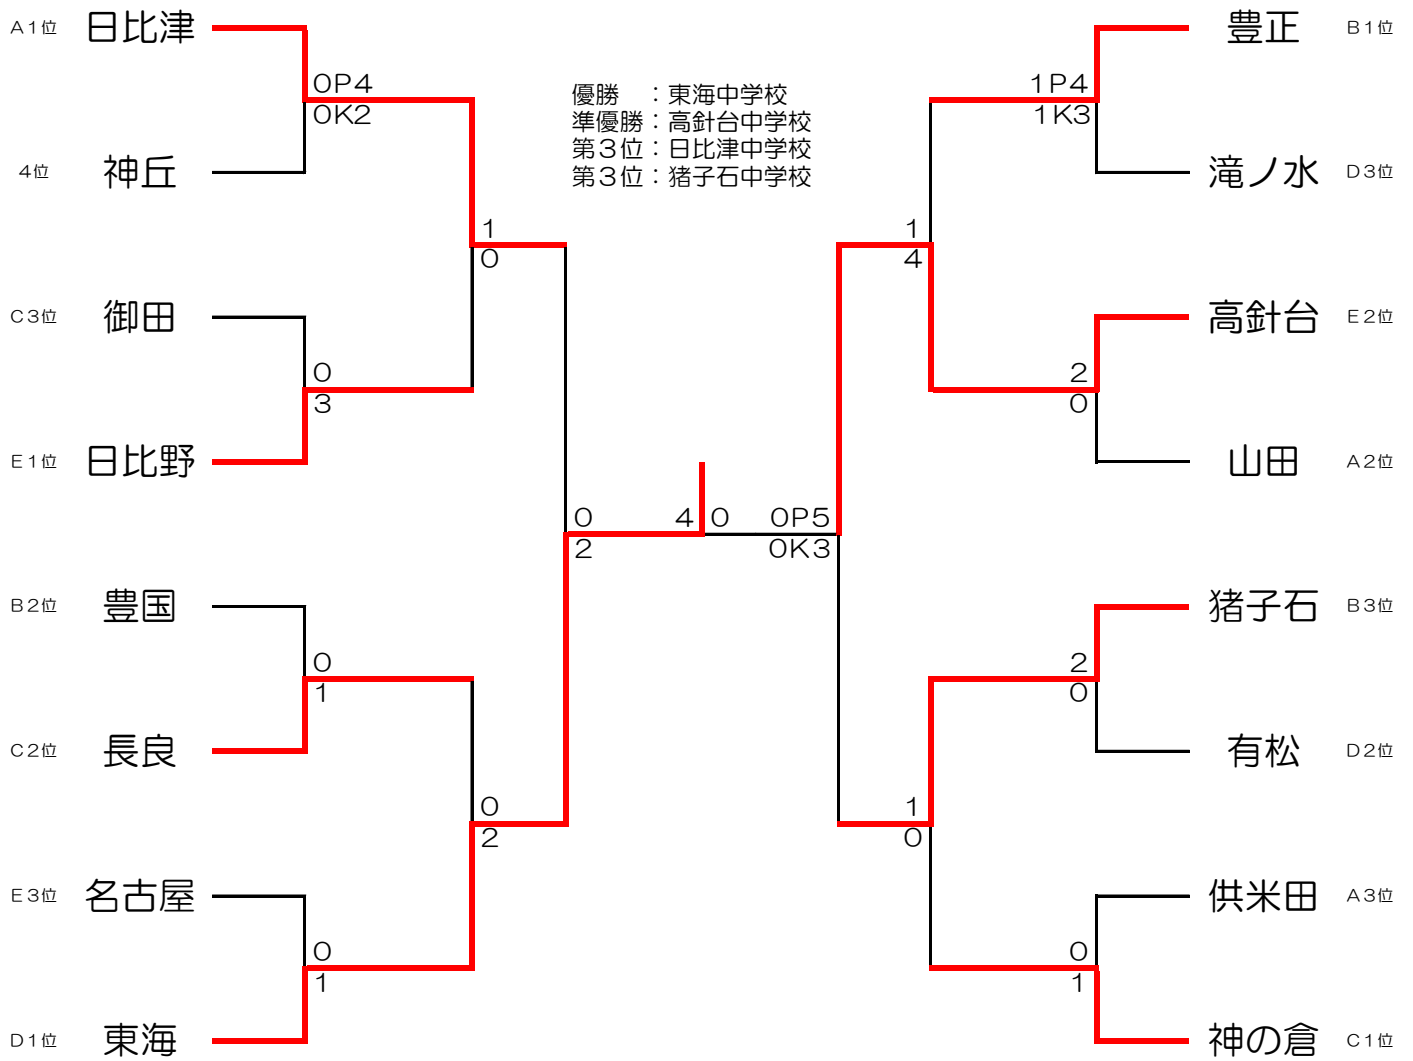 A1位 日比津 豊正 B1位
0P4 1P4
0K2 1K3
優勝　：東海中学校
準優勝：高針台中学校
第3位：日比津中学校
第3位：猪子石中学校
4位 神丘 滝ノ水 D3位
1 1
0 4
C3位 御田 高針台 E2位
0 2
3 0
E1位 日比野 山田 A2位
0 4 0 0P5
2 0K3
B2位 豊国 猪子石 B3位
0 2
1 0
C2位 長良 有松 D2位
0 1
2 0
E3位 名古屋 供米田 A3位
0 0
1 1
D1位 東海 神の倉 C1位